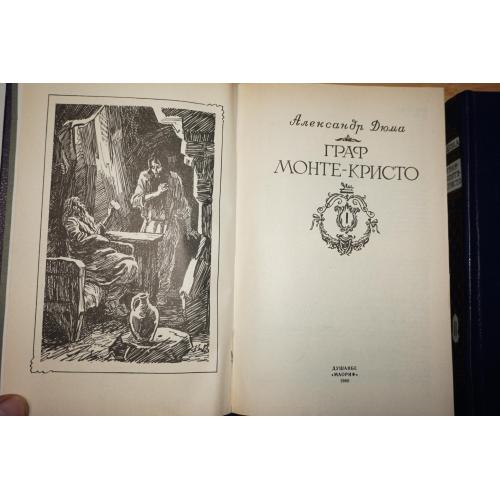 Александр Дюма
ГРАФ
МОНТЕ-КРИСТО
I
ДУШАНБЕ
«МАОРИФ»